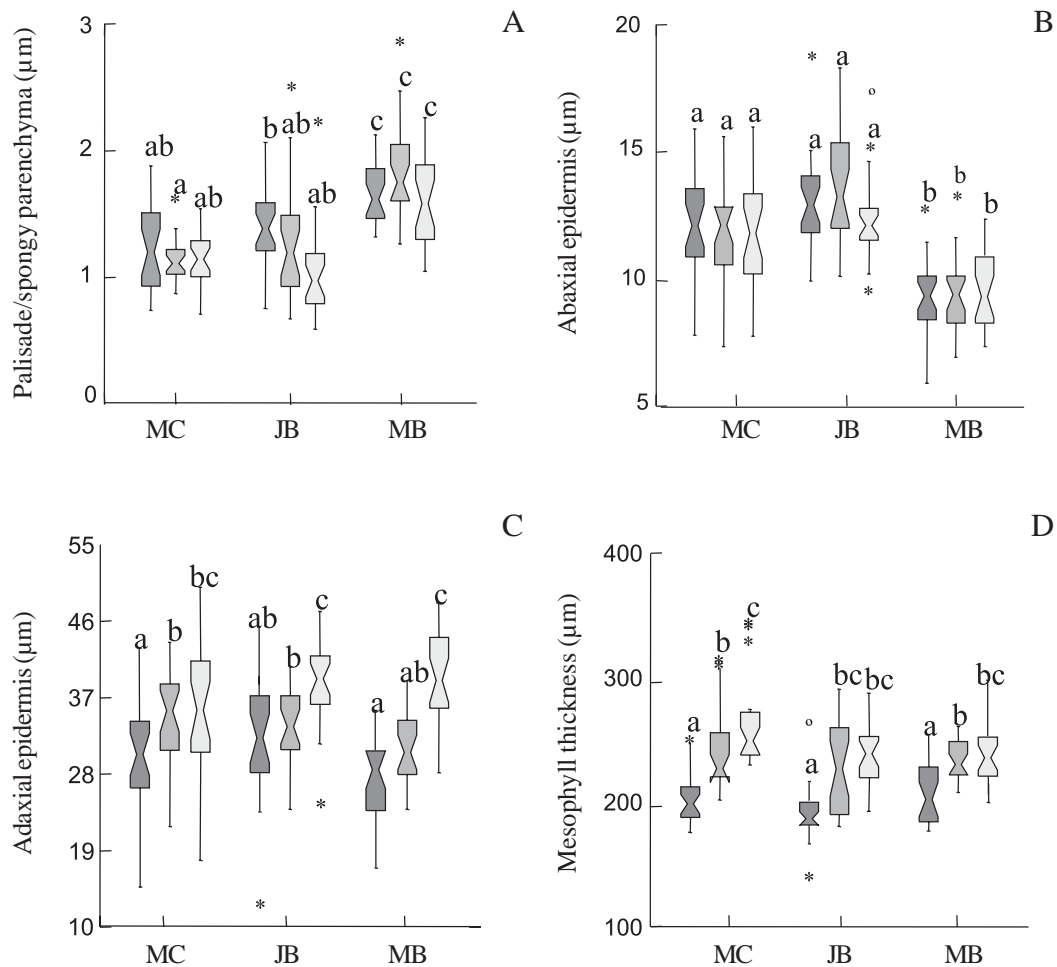 A
Palisade/spongy parenchyma (µm)
3
2
1
0
ab a ab
b ab ab
c c c
* * * *
MC JB MB
B
Abaxial epidermis (µm)
20
15
10
5
a a a
a a a
b b b
* o * * * *
MC JB MB
C
Adaxial epidermis (µm)
55
46
37
28
19
10
a b bc
ab b c
a ab c
* *
MC JB MB
D
Mesophyll thickness (µm)
400
300
200
100
a b c
a bc bc
a b bc
* * * * * o *
MC JB MB